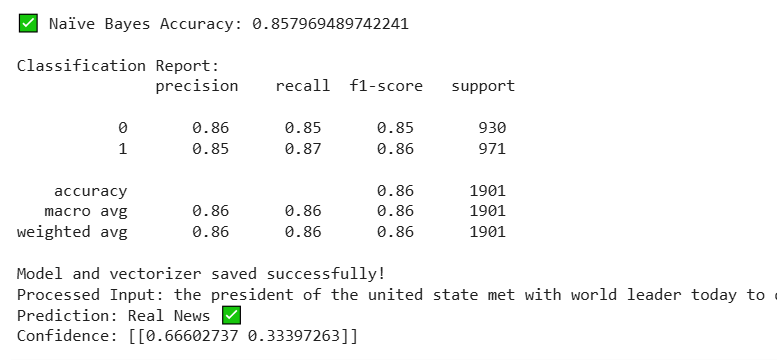 ✅ Naïve Bayes Accuracy: 0.857969489742241
Classification Report:
precision recall f1-score support
0 0.86 0.85 0.85 930
1 0.85 0.87 0.86 971
accuracy 0.86 1901
macro avg 0.86 0.86 0.86 1901
weighted avg 0.86 0.86 0.86 1901
Model and vectorizer saved successfully!
Processed Input: the president of the united state met with world leader today to
Prediction: Real News ✅
Confidence: [[0.66602737 0.33397263]]